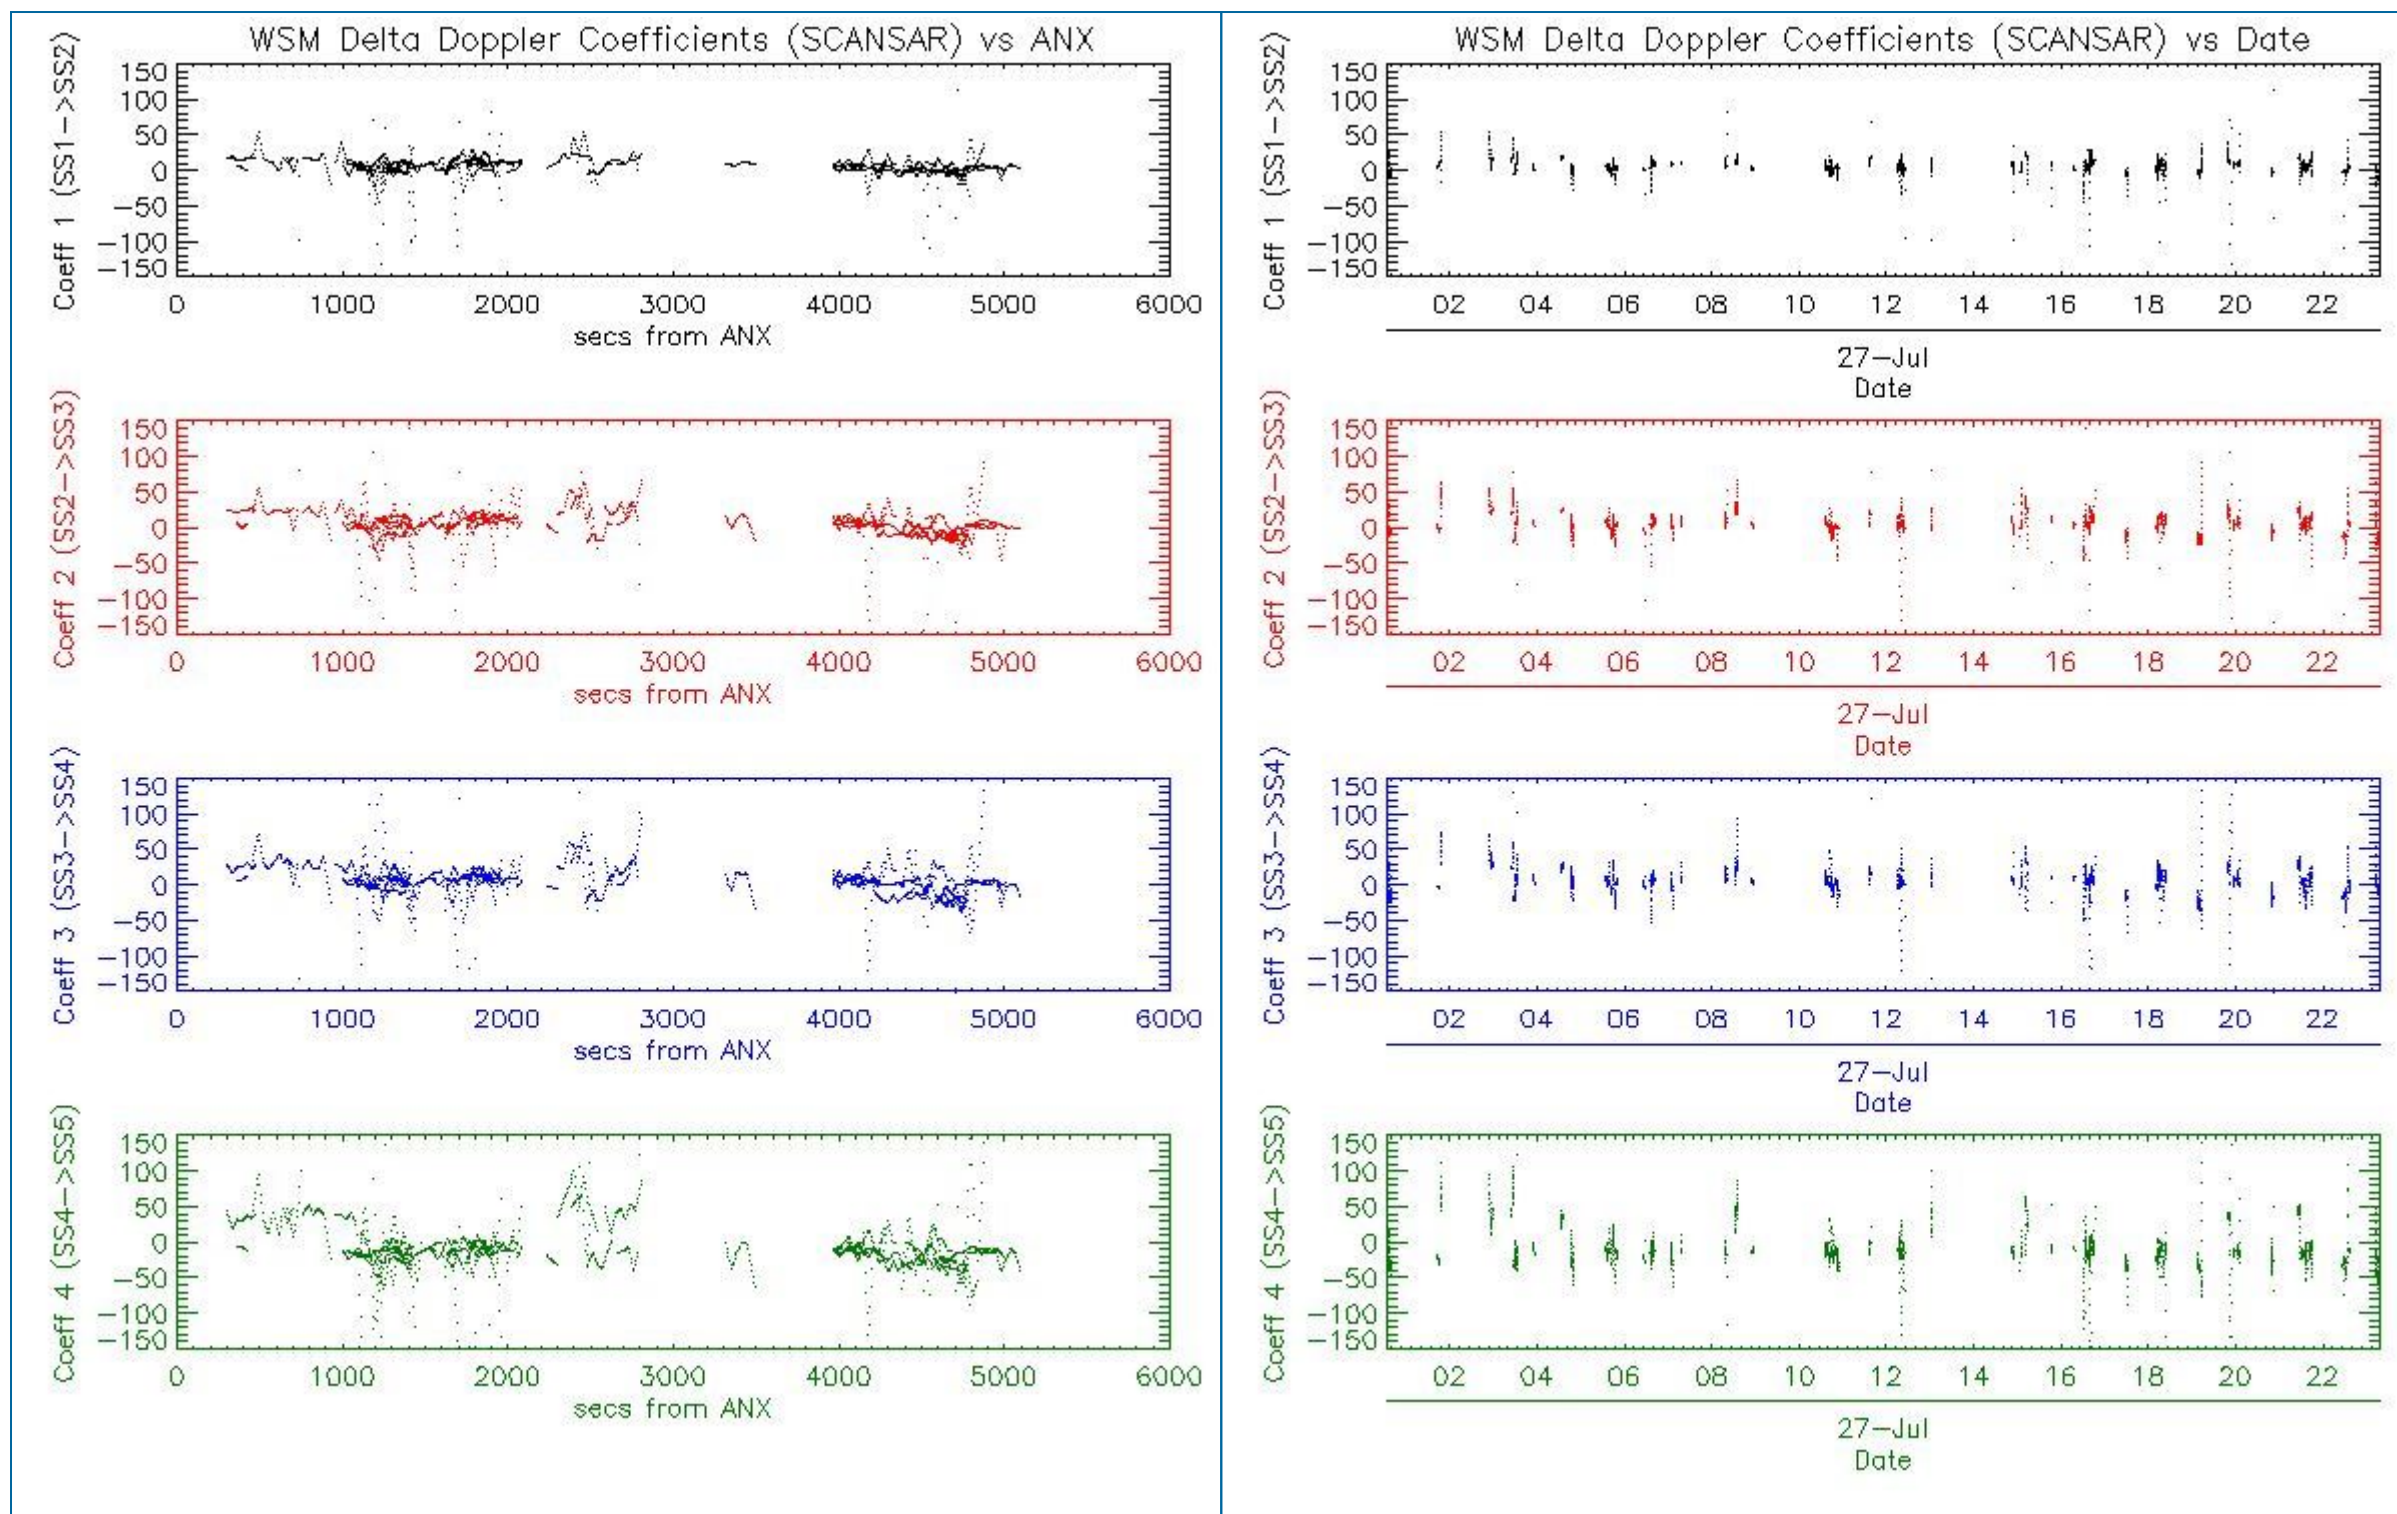 WSM Delta Doppler Coefficients (SCANSAR) vs ANX
Coeff 1 (SS1->SS2)
150
100
50
0
-50
-100
-150
0 1000 2000 3000 4000 5000 6000
secs from ANX
Coeff 2 (SS2->SS3)
150
100
50
0
-50
-100
-150
0 1000 2000 3000 4000 5000 6000
secs from ANX
Coeff 3 (SS3->SS4)
150
100
50
0
-50
-100
-150
0 1000 2000 3000 4000 5000 6000
secs from ANX
Coeff 4 (SS4->SS5)
150
100
50
0
-50
-100
-150
0 1000 2000 3000 4000 5000 6000
secs from ANX
WSM Delta Doppler Coefficients (SCANSAR) vs Date
Coeff 1 (SS1->SS2)
150
100
50
0
-50
-100
-150
02 04 06 08 10 12 14 16 18 20 22
27-Jul
Date
Coeff 2 (SS2->SS3)
150
100
50
0
-50
-100
-150
02 04 06 08 10 12 14 16 18 20 22
27-Jul
Date
Coeff 3 (SS3->SS4)
150
100
50
0
-50
-100
-150
02 04 06 08 10 12 14 16 18 20 22
27-Jul
Date
Coeff 4 (SS4->SS5)
150
100
50
0
-50
-100
-150
02 04 06 08 10 12 14 16 18 20 22
27-Jul
Date